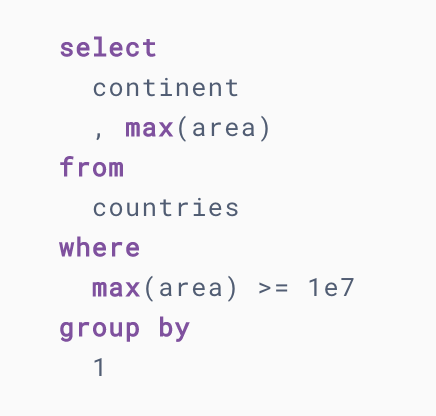 select
  continent
  , max(area)
from
  countries
where
  max(area) >= 1e7
group by
  1